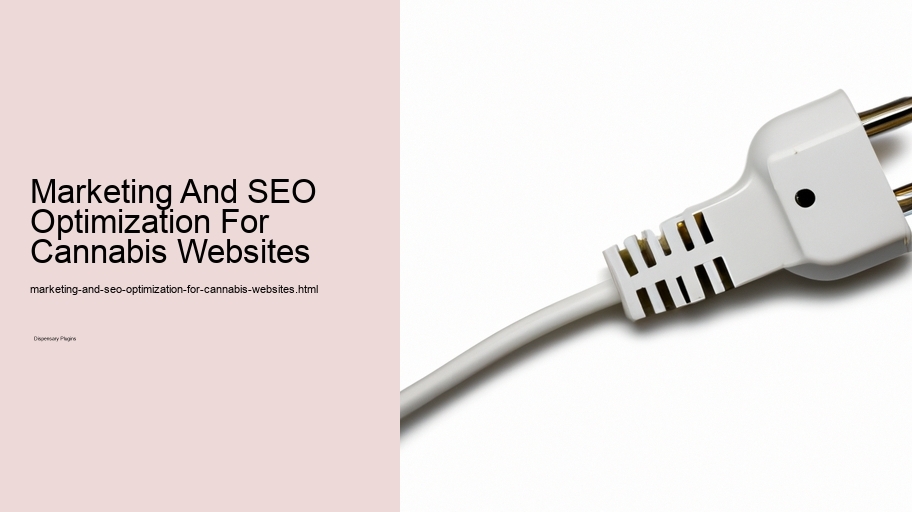 Marketing And SEO
Optimization For
Cannabis Websites
marketing-and-seo-optimization-for-cannabis-websites.html
Dispensary Plugins